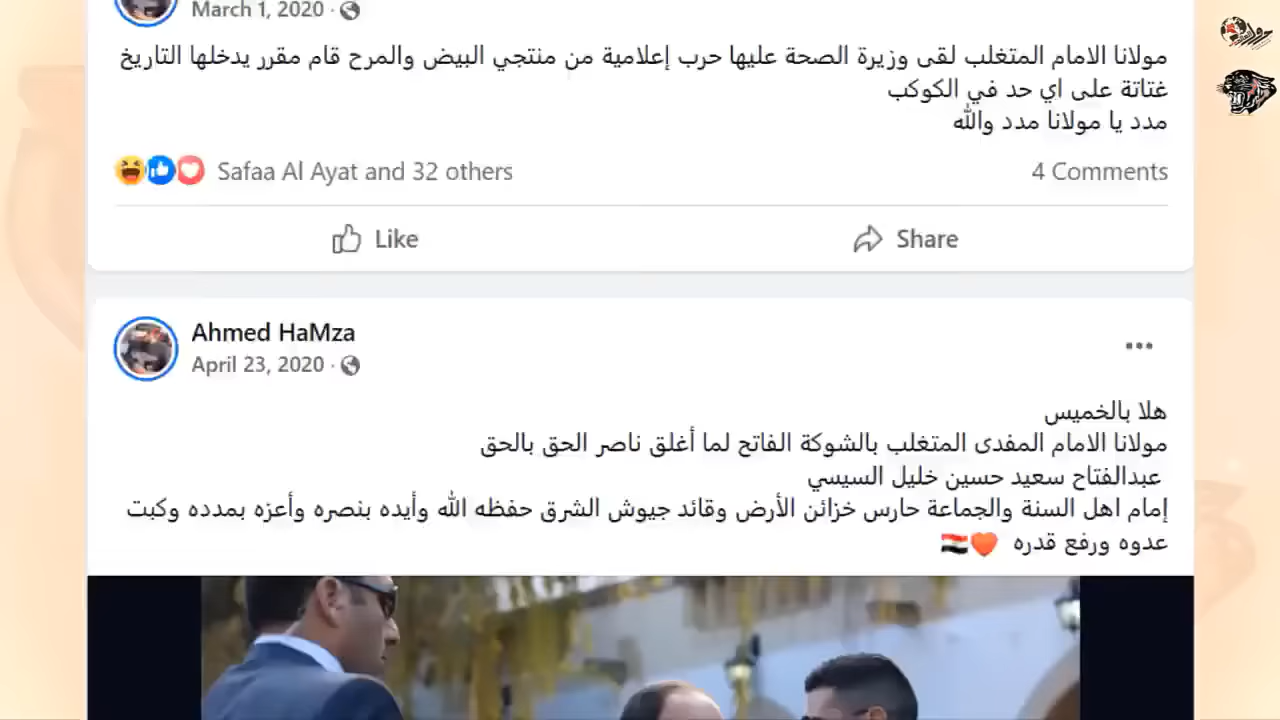 March 1, 2020 ·
مولانا الامام المتغلب لقى وزيرة الصحة عليها حرب إعلامية من منتجي البيض والمرح قام مقرر يدخلها التاريخ
غتاتة على اي حد في الكوكب
مدد يا مولانا مدد والله
Safaa Al Ayat and 32 others
4 Comments
Like
Share
Ahmed HaMza
April 23, 2020 ·
هلا بالخميس
مولانا الامام المفدى المتغلب بالشوكة الفاتح لما أغلق ناصر الحق بالحق
عبدالفتاح سعيد حسين خليل السيسي
إمام اهل السنة والجماعة حارس خزائن الأرض وقائد جيوش الشرق حفظه الله وأيده بنصره وأعزه بمدده وكبت
عدوه ورفع قدره ❤️🇪🇬